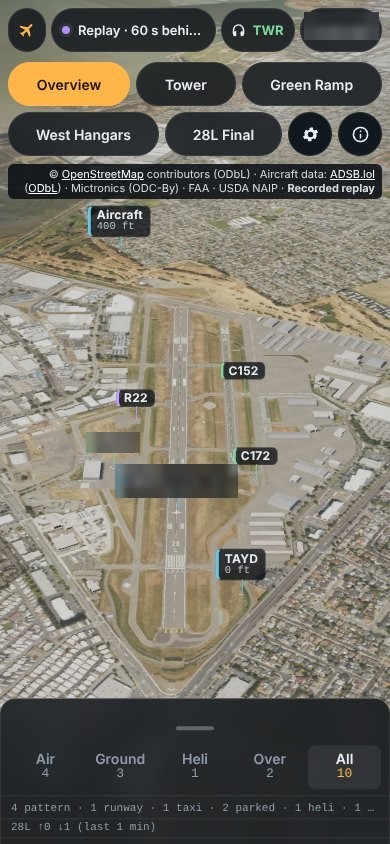 Replay · 60 s behi...
TWR
Overview
Tower
Green Ramp
West Hangars
28L Final
© OpenStreetMap contributors (ODbL) · Aircraft data: ADSB.lol
(ODbL) · Mictronics (ODC-By) · FAA · USDA NAIP · Recorded replay
Aircraft
400 ft
C152
R22
C172
TAYD
0 ft
28
Air
4
Ground
3
Heli
1
Over
2
All
10
4 pattern · 1 runway · 1 taxi · 2 parked · 1 heli · 1 …
28L ↑0 ↓1 (last 1 min)